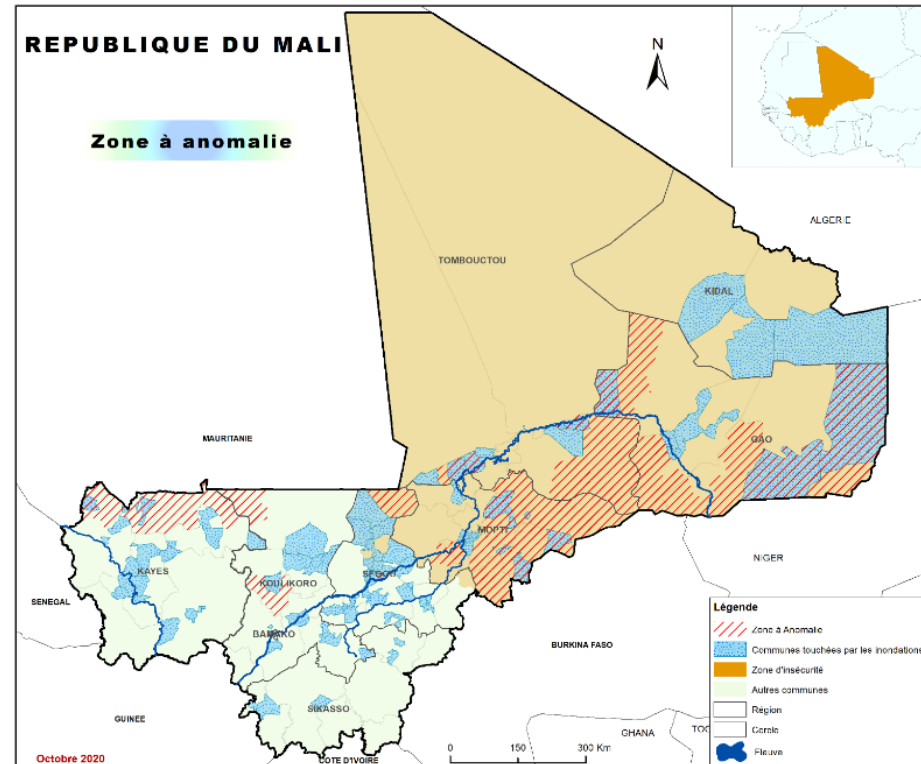 REPUBLIQUE DU MALI
Zone à anomalie
N
ALGERIE
TOMBOUCTOU
KIDAL
MAURITANIE
GAO
MOPTI
NIGER
KAYES
KOULIKORO
SEGOU
SENEGAL
BAMAKO
BURKINA FASO
SIKASSO
GUINEE
GHANA
TOG
COTE D'IVOIRE
Octobre 2020
0 150 300 Km
Légende
Zone à Anomalie
Communes touchées par les inondations
Zone d'insécurité
Autres communes
Région
Cercle
Fleuve